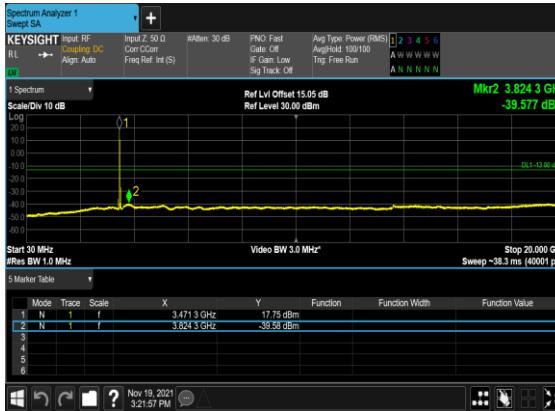 Spectrum Analyzer 1
Swept SA
KEYSIGHT Input: RF Input Z: 50 Ω #Atten: 30 dB PNO: Fast Avg Type: Power (RMS) 1 2 3 4 5 6
RL Coupling: DC Corr CCorr Gate: Off Avg|Hold: 100/100 A W W W W W
Align: Auto Freq Ref: Int (S) IF Gain: Low Trig: Free Run
LXI Sig Track: Off A N N N N N
1 Spectrum Ref Lvl Offset 15.05 dB Mkr2 3.824 3 GH
Scale/Div 10 dB Ref Level 30.00 dBm -39.577 dB
Log
20.0
1
10.0
0.00
-10.0
DL1 -13.00 d
-20.0
-30.0
2
-40.0
-50.0
-60.0
Start 30 MHz Video BW 3.0 MHz* Stop 20.000 G
#Res BW 1.0 MHz Sweep ~38.3 ms (40001 p
5 Marker Table
Mode Trace Scale X Y Function Function Width Function Value
1 N 1 f 3.471 3 GHz 17.75 dBm
2 N 1 f 3.824 3 GHz -39.58 dBm
3
4
5
6
? Nov 19, 2021
3:21:57 PM